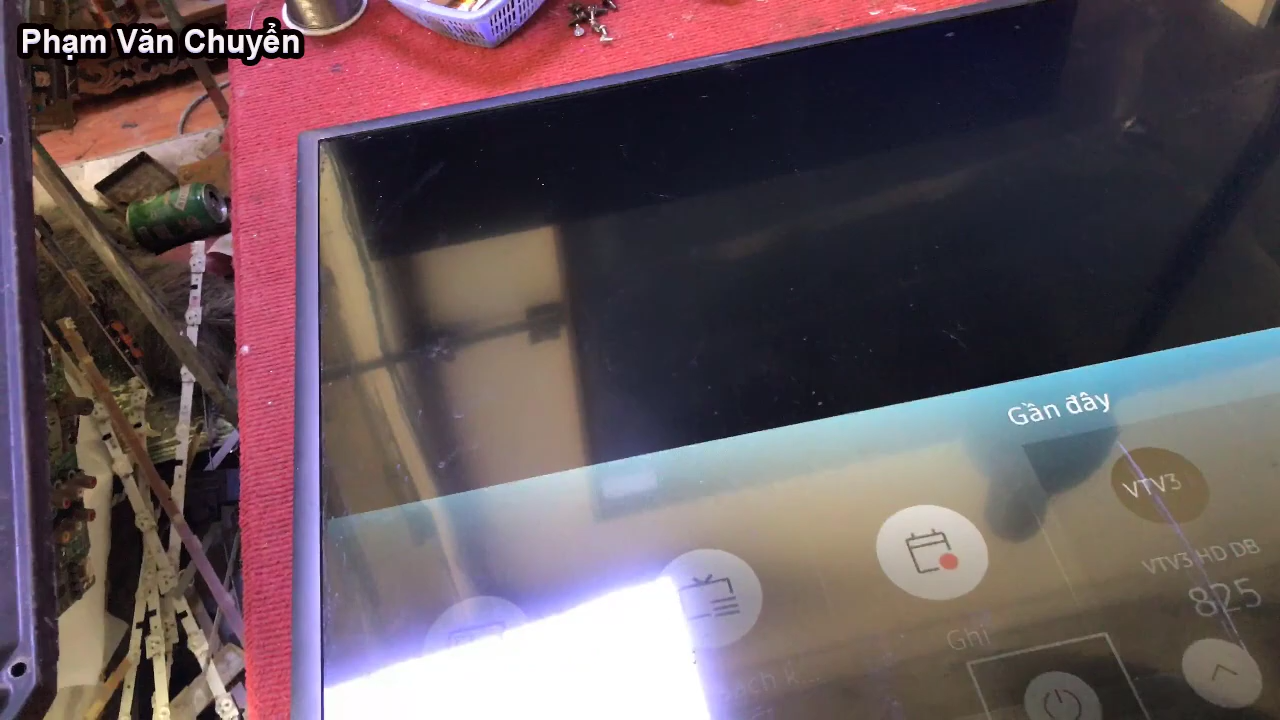 Phạm Văn Chuyển
Gần đây
VTV3
VTV3 HD DB
825
Ghi